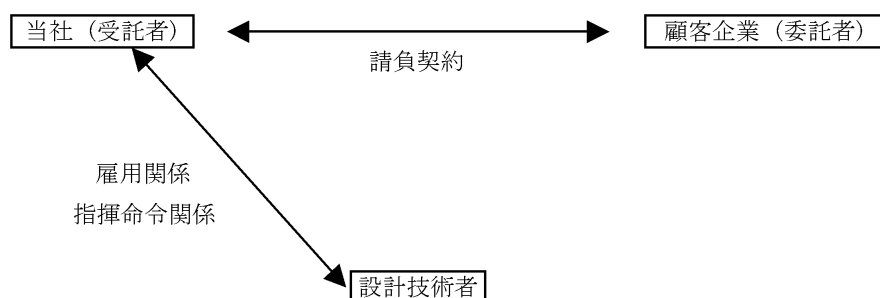 当社（受託者）
顧客企業（委託者）
請負契約
雇用関係
指揮命令関係
設計技術者